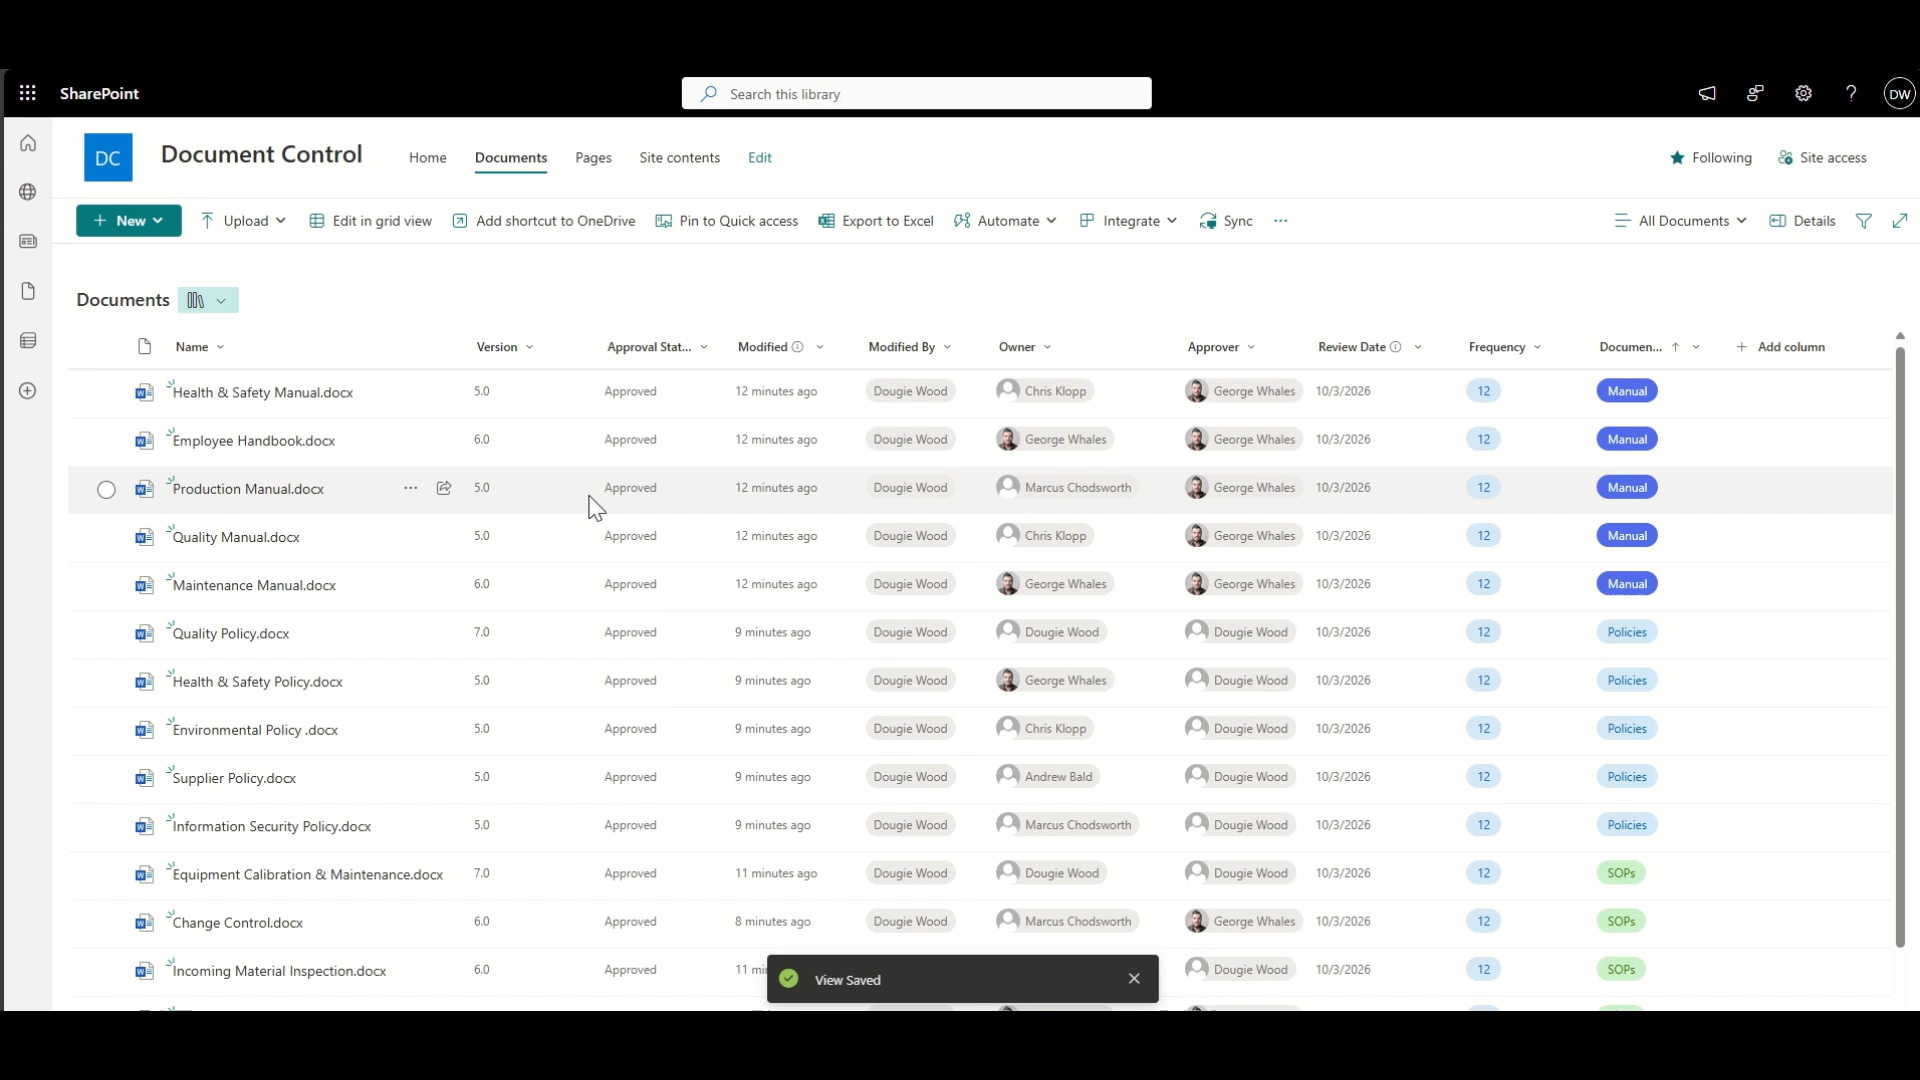 SharePoint
Search this library
DW
DC
Document Control
Home Documents Pages Site contents Edit
Following Site access
New Upload Edit in grid view Add shortcut to OneDrive Pin to Quick access Export to Excel Automate Integrate Sync ... All Documents Details
Documents
Name Version Approval Stat... Modified Modified By Owner Approver Review Date Frequency Documen... Add column
Health & Safety Manual.docx 5.0 Approved 12 minutes ago Dougie Wood Chris Klopp George Whales 10/3/2026 12 Manual
Employee Handbook.docx 6.0 Approved 12 minutes ago Dougie Wood George Whales George Whales 10/3/2026 12 Manual
Production Manual.docx 5.0 Approved 12 minutes ago Dougie Wood Marcus Chodsworth George Whales 10/3/2026 12 Manual
Quality Manual.docx 5.0 Approved 12 minutes ago Dougie Wood Chris Klopp George Whales 10/3/2026 12 Manual
Maintenance Manual.docx 6.0 Approved 12 minutes ago Dougie Wood George Whales George Whales 10/3/2026 12 Manual
Quality Policy.docx 7.0 Approved 9 minutes ago Dougie Wood Dougie Wood Dougie Wood 10/3/2026 12 Policies
Health & Safety Policy.docx 5.0 Approved 9 minutes ago Dougie Wood George Whales Dougie Wood 10/3/2026 12 Policies
Environmental Policy .docx 5.0 Approved 9 minutes ago Dougie Wood Chris Klopp Dougie Wood 10/3/2026 12 Policies
Supplier Policy.docx 5.0 Approved 9 minutes ago Dougie Wood Andrew Bald Dougie Wood 10/3/2026 12 Policies
Information Security Policy.docx 5.0 Approved 9 minutes ago Dougie Wood Marcus Chodsworth Dougie Wood 10/3/2026 12 Policies
Equipment Calibration & Maintenance.docx 7.0 Approved 11 minutes ago Dougie Wood Dougie Wood Dougie Wood 10/3/2026 12 SOPs
Change Control.docx 6.0 Approved 8 minutes ago Dougie Wood Marcus Chodsworth George Whales 10/3/2026 12 SOPs
Incoming Material Inspection.docx 6.0 Approved 11 Dougie Wood 10/3/2026 12 SOPs
View Saved